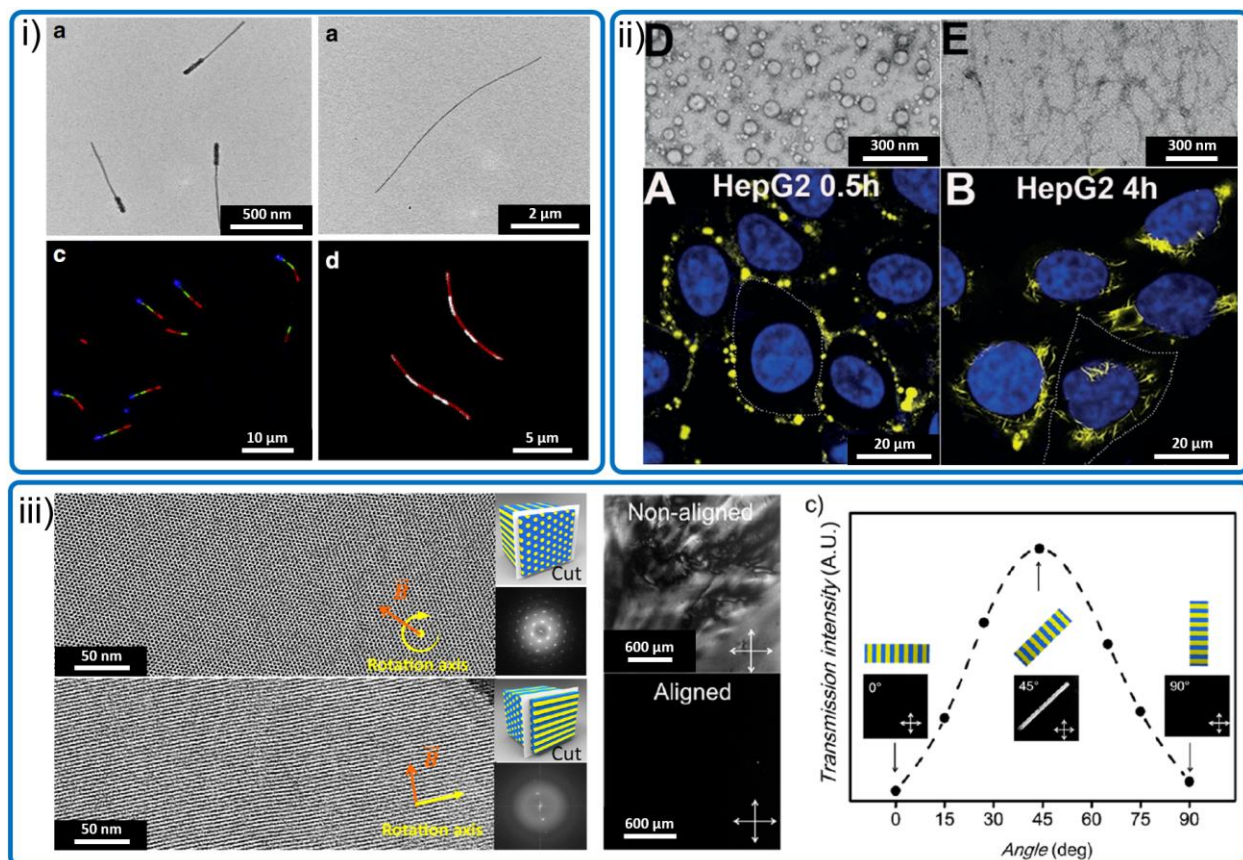 i)
a
500 nm
a
2 µm
c
10 µm
d
5 µm
ii)
D
300 nm
E
300 nm
A HepG2 0.5h
20 µm
B HepG2 4h
20 µm
iii)
Rotation axis
50 nm
Cut
Rotation axis
50 nm
Cut
Non-aligned
600 µm
Aligned
600 µm
c)
Transmission intensity (A.U.)
0°
45°
90°
0 15 30 45 60 75 90
Angle (deg)